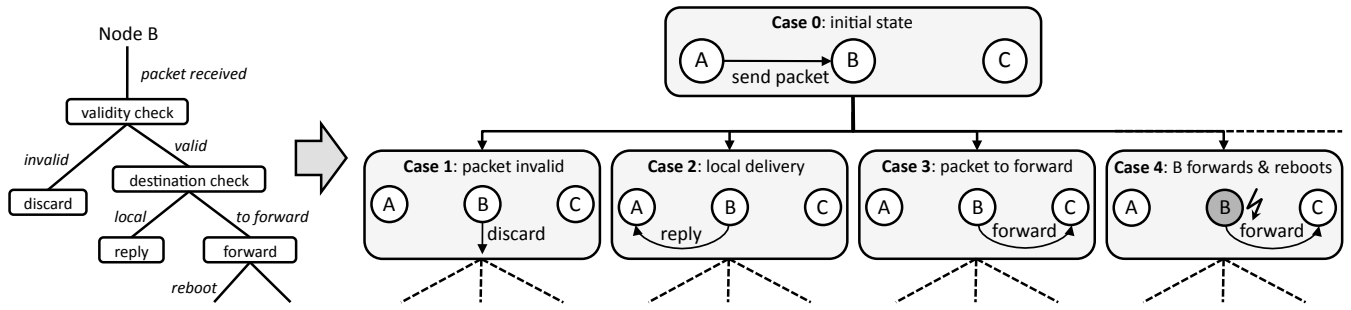 Node B
packet received
validity check
invalid
valid
destination check
discard
local
to forward
reply
forward
reboot
Case 0: initial state
A
B
C
send packet
Case 1: packet invalid
A
B
C
discard
Case 2: local delivery
A
B
C
reply
Case 3: packet to forward
A
B
C
forward
Case 4: B forwards & reboots
A
B
C
forward